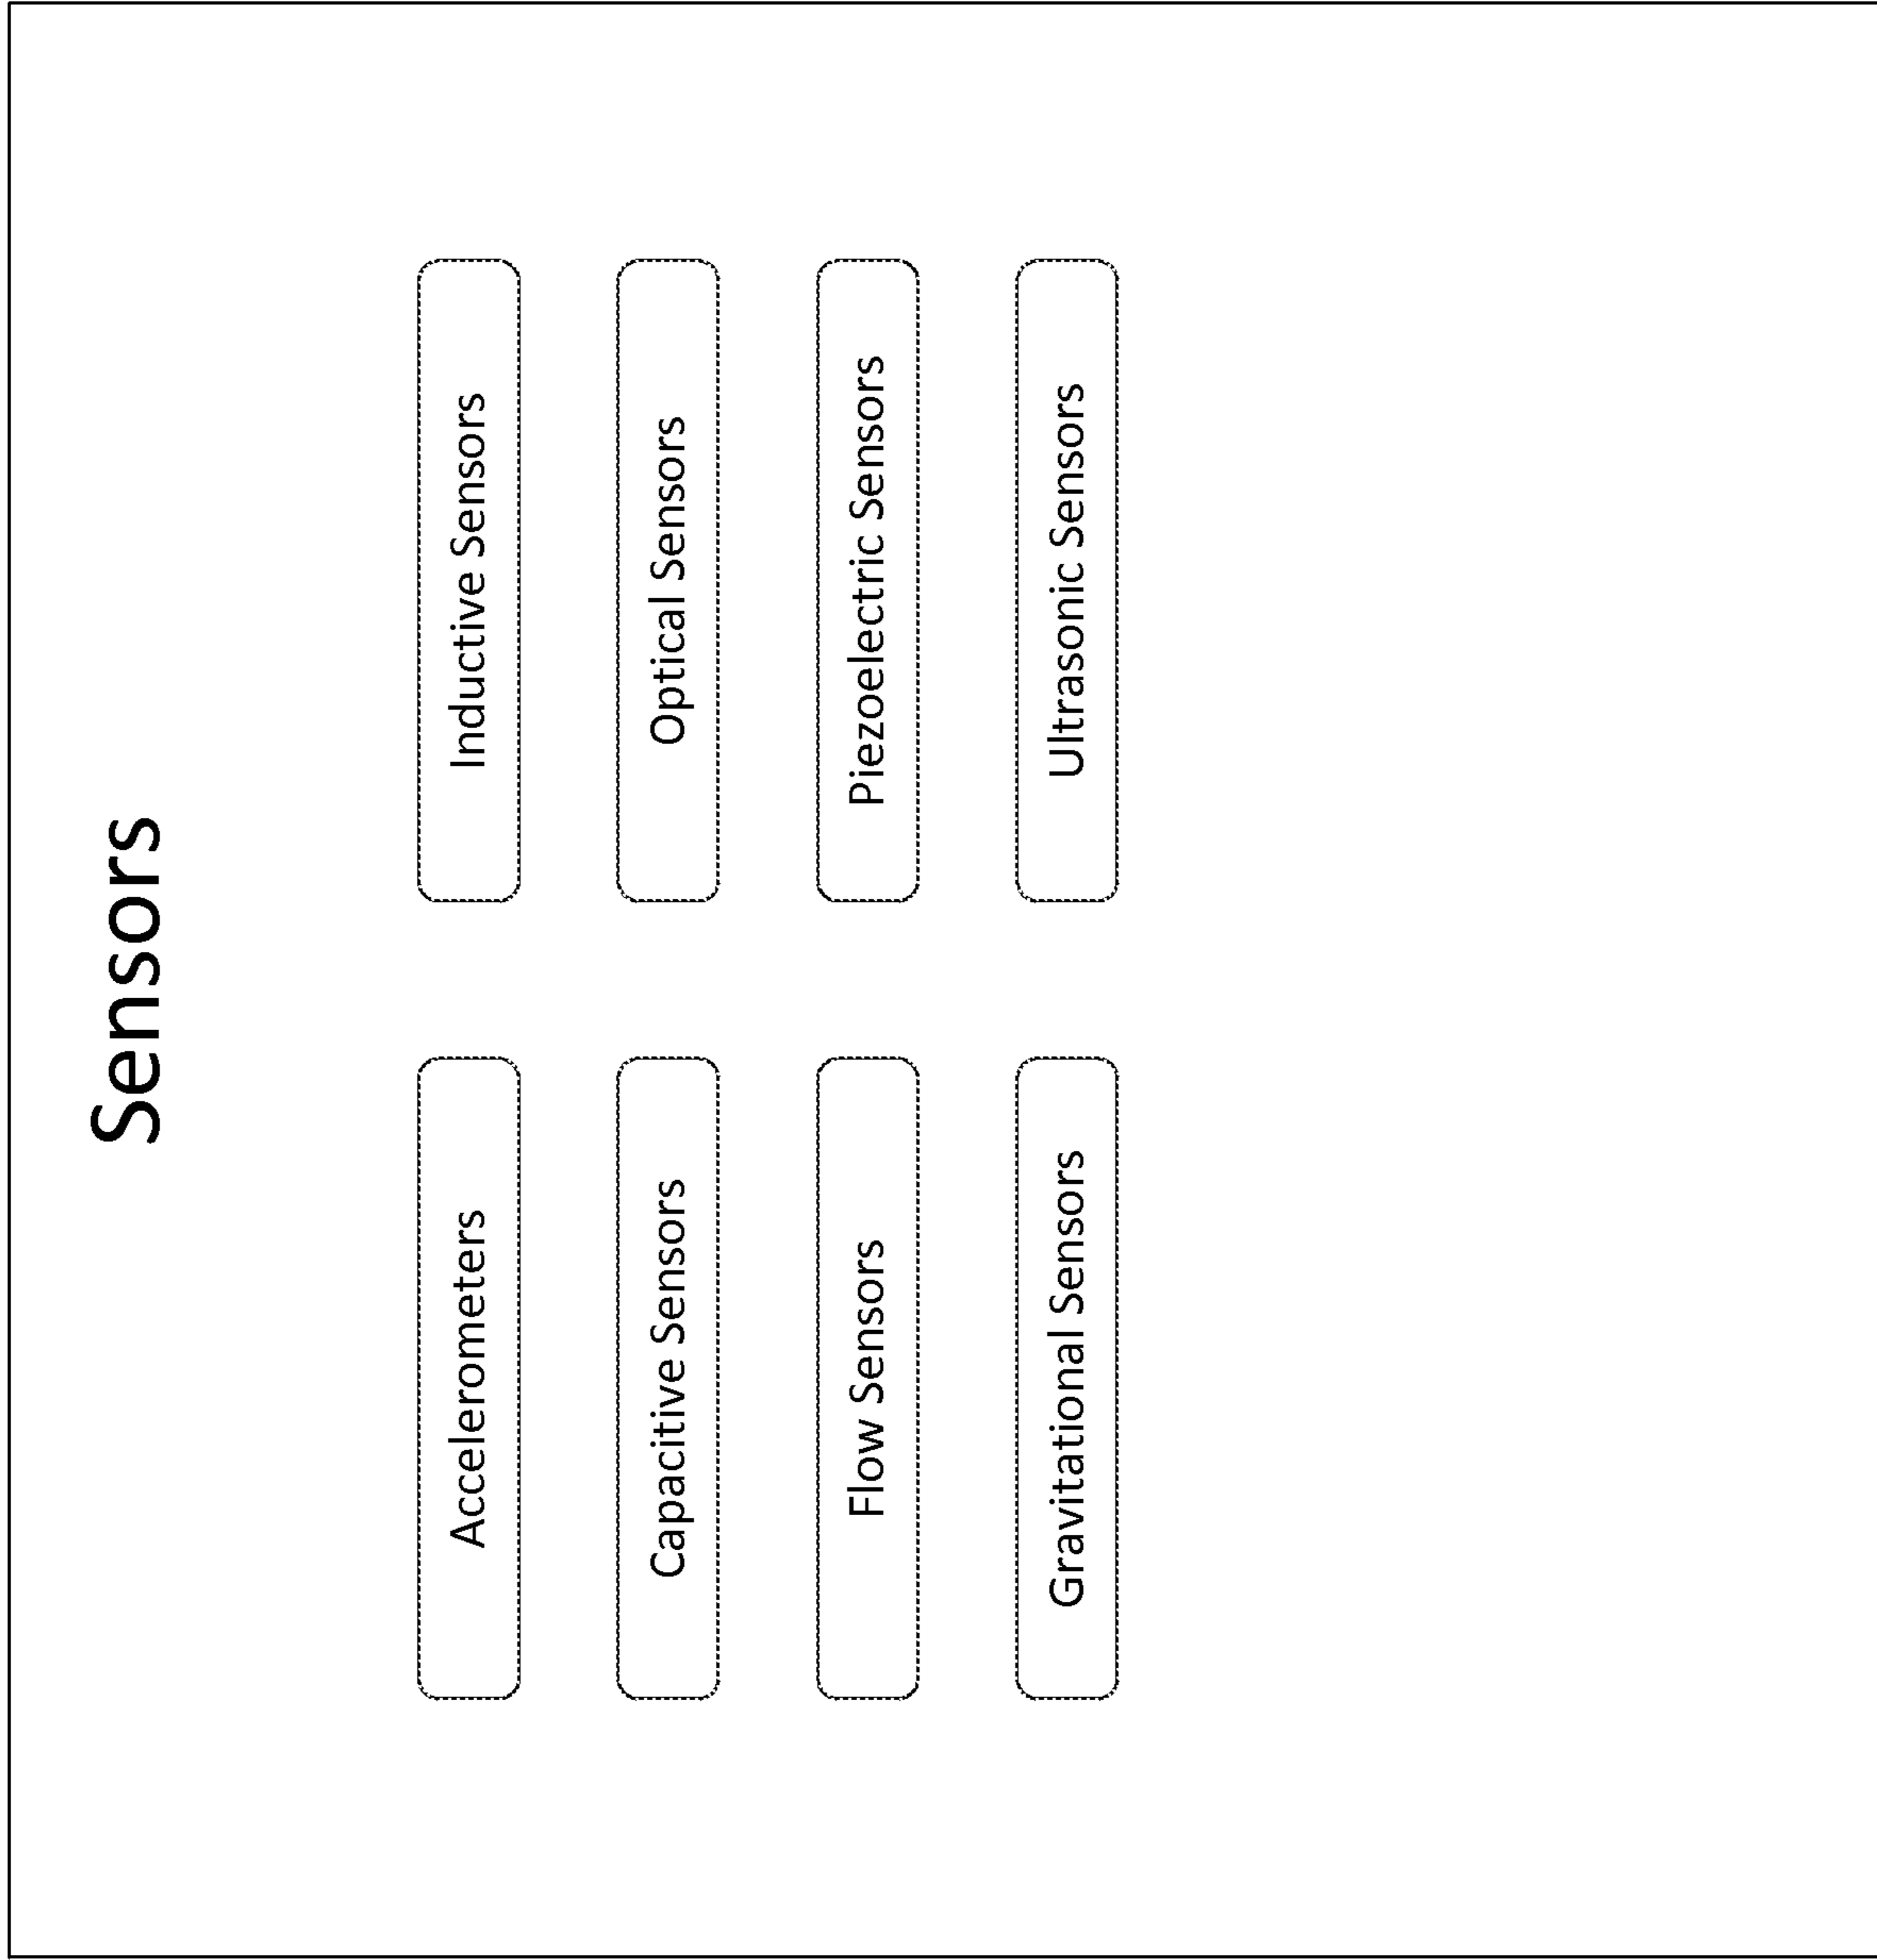 Sensors
Accelerometers
Inductive Sensors
Capacitive Sensors
Optical Sensors
Flow Sensors
Piezoelectric Sensors
Gravitational Sensors
Ultrasonic Sensors